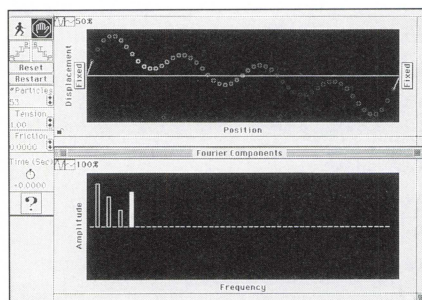 50%
Reset
Restart
#Particles
53
Tension
1.00
Friction
0.0000
Time (Sec)
+0.0000
?
Displacement
Fixed
Fixed
Position
Fourier Components
100%
Amplitude
Frequency